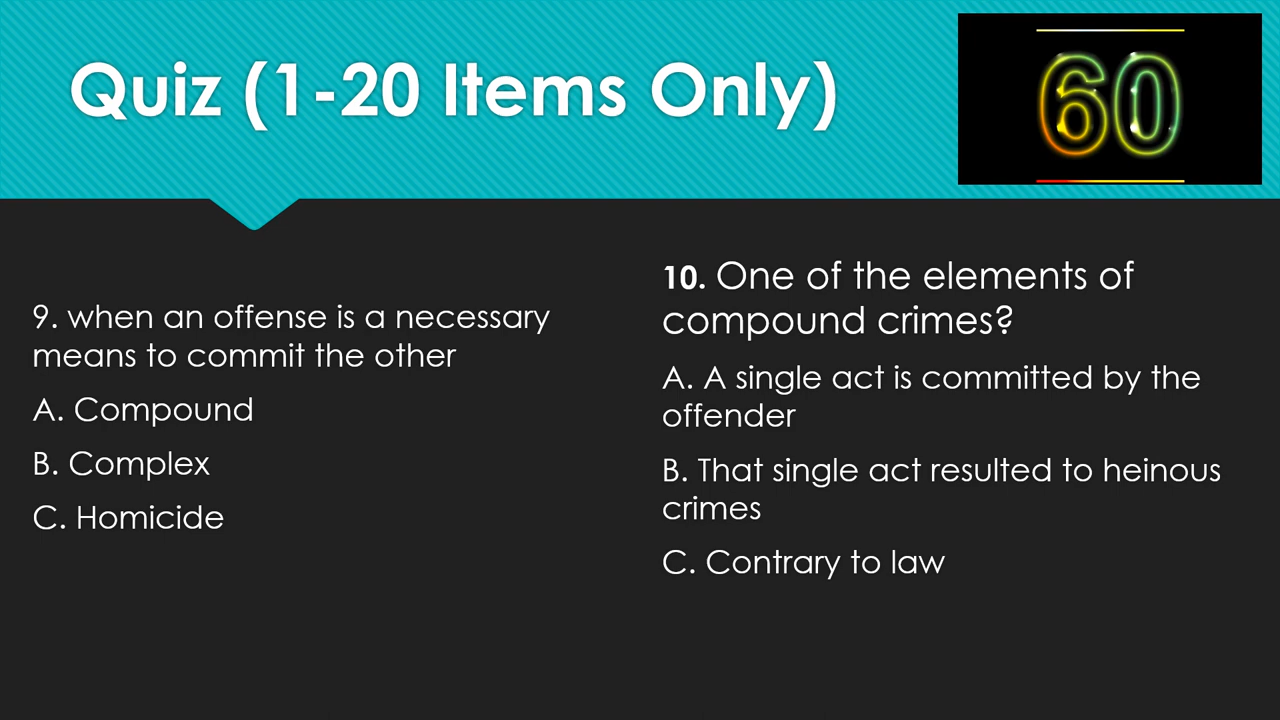 Quiz (1-20 Items Only)
60
9. when an offense is a necessary
means to commit the other
A. Compound
B. Complex
C. Homicide
10. One of the elements of
compound crimes?
A. A single act is committed by the
offender
B. That single act resulted to heinous
crimes
C. Contrary to law